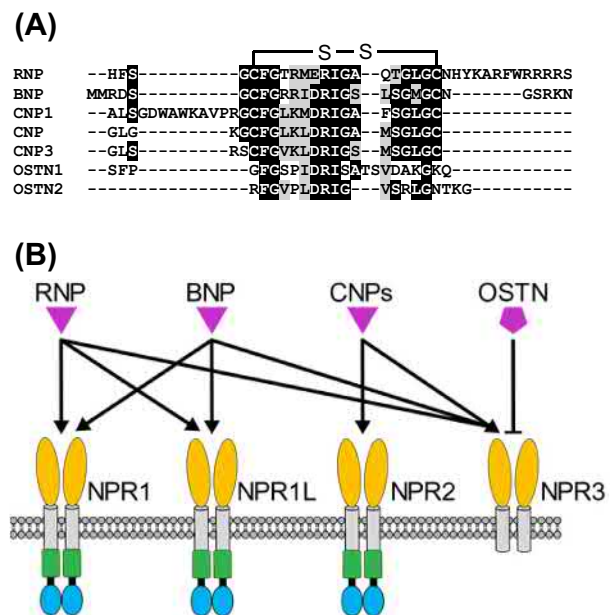 (A)
S S
RNP --HFS-----------GCFGTRMERIGA--QTGLGCNHYKARFWRRRRS
BNP MMRDS-----------GCFGRRIDRIGS--LSGMGCN------GSRKN
CNP1 --ALSGDWAWKAVPRGCFGLKMDRIGA--FSGLGC-------------
CNP --GLG----------KGCFGLKLDRIGA--MSGLGC-------------
CNP3 --GLS---------RSCFGVKLDRIGS--MSGLGC-------------
OSTN1 --SFP-----------GFGSPIDRISATSVDAKGKQ------------
OSTN2 ----------------RFGVPLDRIG---VSRLGNTKG----------
(B)
RNP BNP CNPs OSTN
NPR1 NPR1L NPR2 NPR3